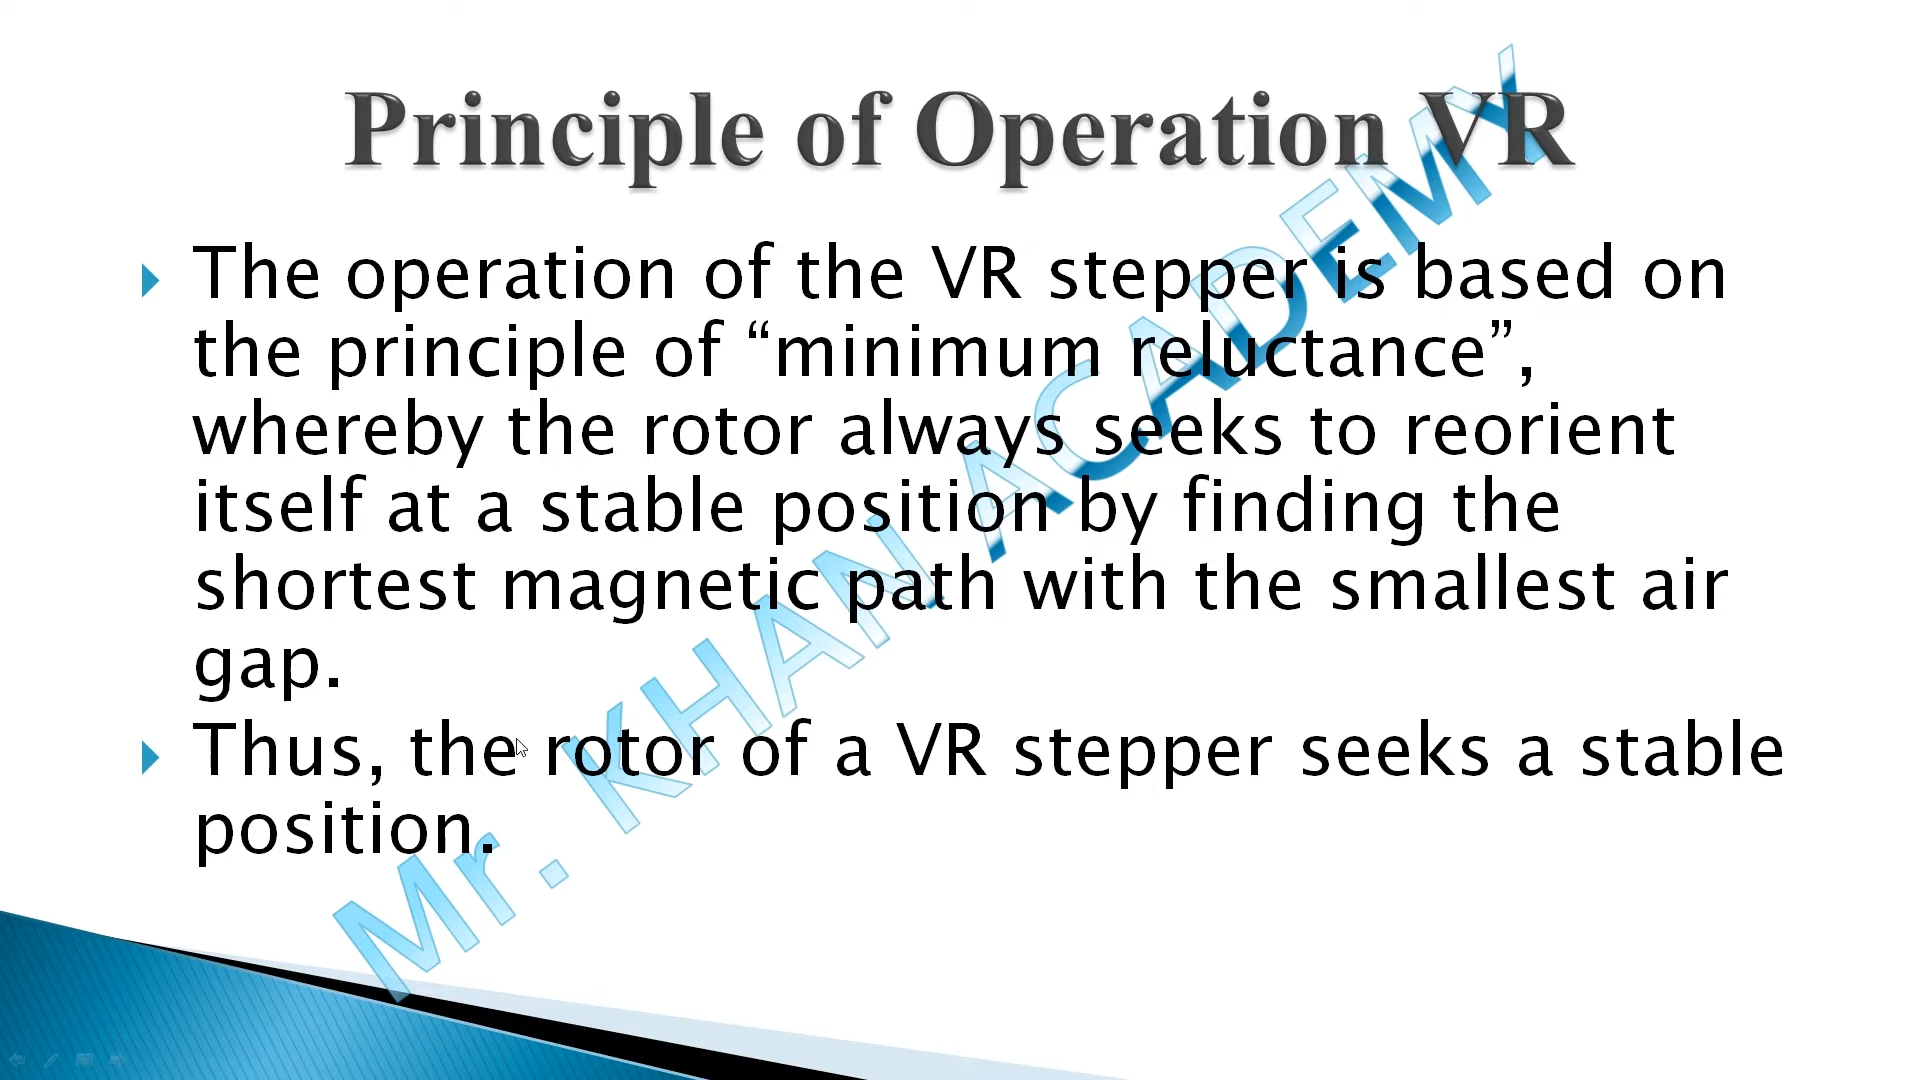 Principle of Operation VR
The operation of the VR stepper is based on
the principle of “minimum reluctance”,
whereby the rotor always seeks to reorient
itself at a stable position by finding the
shortest magnetic path with the smallest air
gap.
Thus, the rotor of a VR stepper seeks a stable
position.
Mr. KHAN ACADEMY